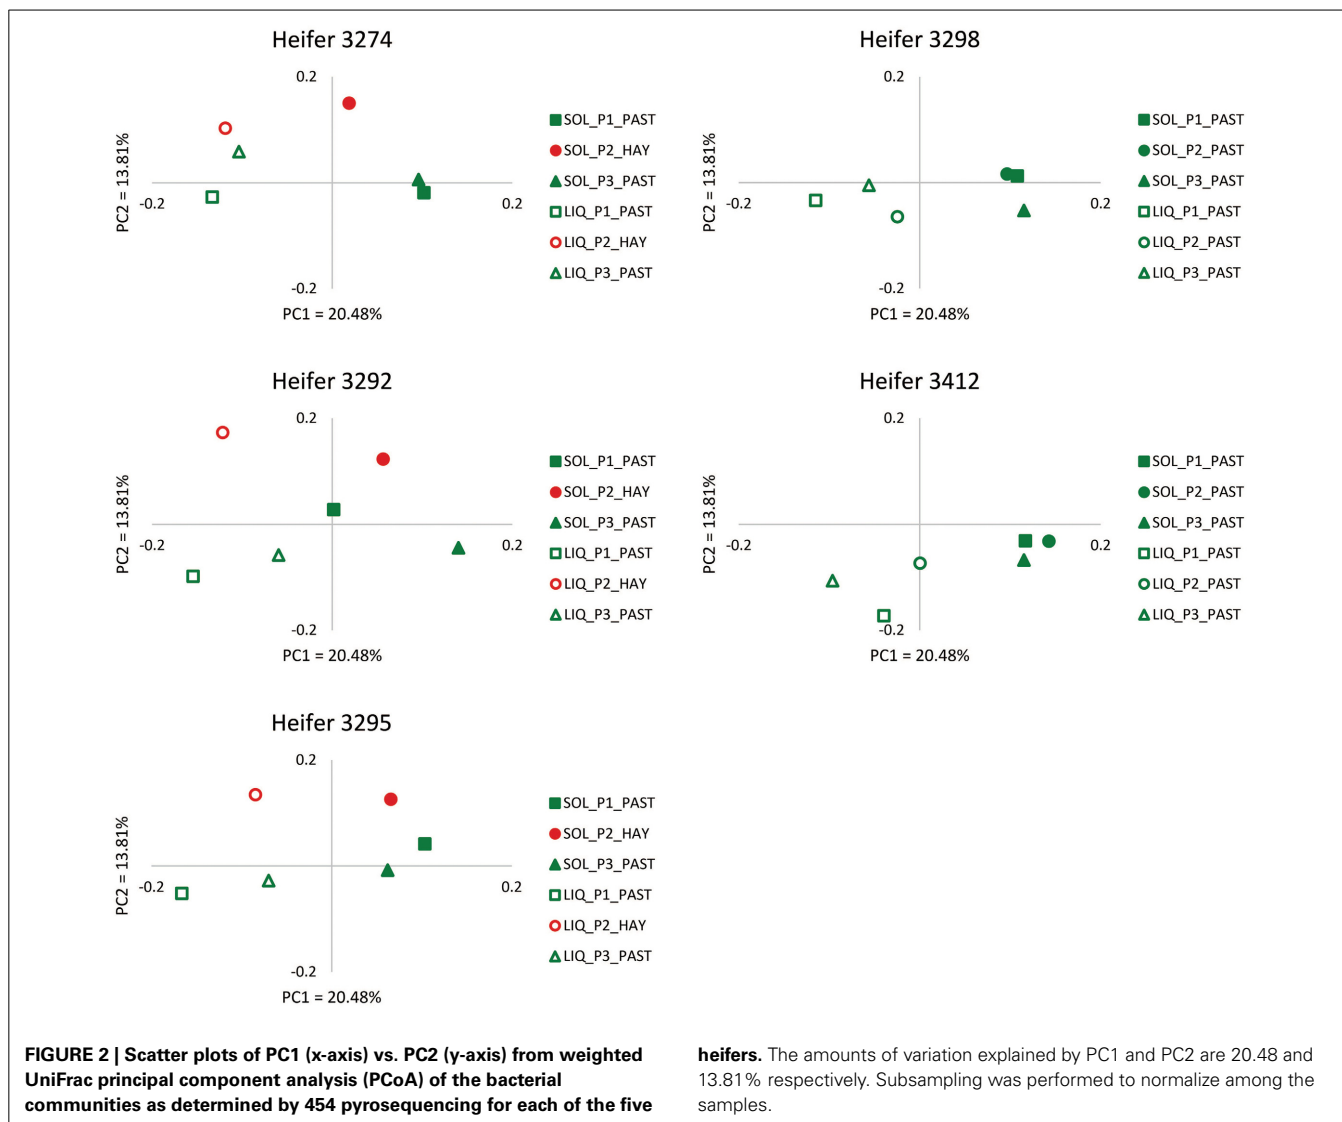 Heifer 3274
0.2
PC2 = 13.81%
-0.2
0.2
-0.2
PC1 = 20.48%
SOL_P1_PAST
SOL_P2_HAY
SOL_P3_PAST
LIQ_P1_PAST
LIQ_P2_HAY
LIQ_P3_PAST
Heifer 3298
0.2
PC2 = 13.81%
-0.2
0.2
-0.2
PC1 = 20.48%
SOL_P1_PAST
SOL_P2_PAST
SOL_P3_PAST
LIQ_P1_PAST
LIQ_P2_PAST
LIQ_P3_PAST
Heifer 3292
0.2
PC2 = 13.81%
-0.2
0.2
-0.2
PC1 = 20.48%
SOL_P1_PAST
SOL_P2_HAY
SOL_P3_PAST
LIQ_P1_PAST
LIQ_P2_HAY
LIQ_P3_PAST
Heifer 3412
0.2
PC2 = 13.81%
-0.2
0.2
-0.2
PC1 = 20.48%
SOL_P1_PAST
SOL_P2_PAST
SOL_P3_PAST
LIQ_P1_PAST
LIQ_P2_PAST
LIQ_P3_PAST
Heifer 3295
0.2
PC2 = 13.81%
-0.2
0.2
-0.2
PC1 = 20.48%
SOL_P1_PAST
SOL_P2_HAY
SOL_P3_PAST
LIQ_P1_PAST
LIQ_P2_HAY
LIQ_P3_PAST
FIGURE 2 | Scatter plots of PC1 (x-axis) vs. PC2 (y-axis) from weighted
UniFrac principal component analysis (PCoA) of the bacterial
communities as determined by 454 pyrosequencing for each of the five
heifers. The amounts of variation explained by PC1 and PC2 are 20.48 and
13.81% respectively. Subsampling was performed to normalize among the
samples.